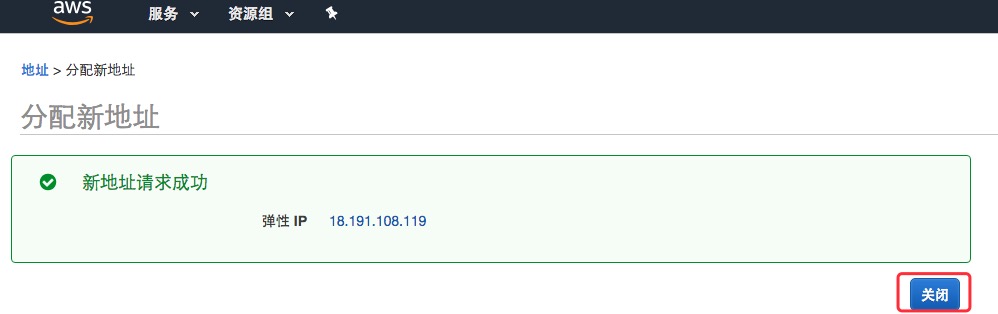 aws 服务 资源组
地址 > 分配新地址
分配新地址
新地址请求成功
弹性 IP 18.191.108.119
关闭